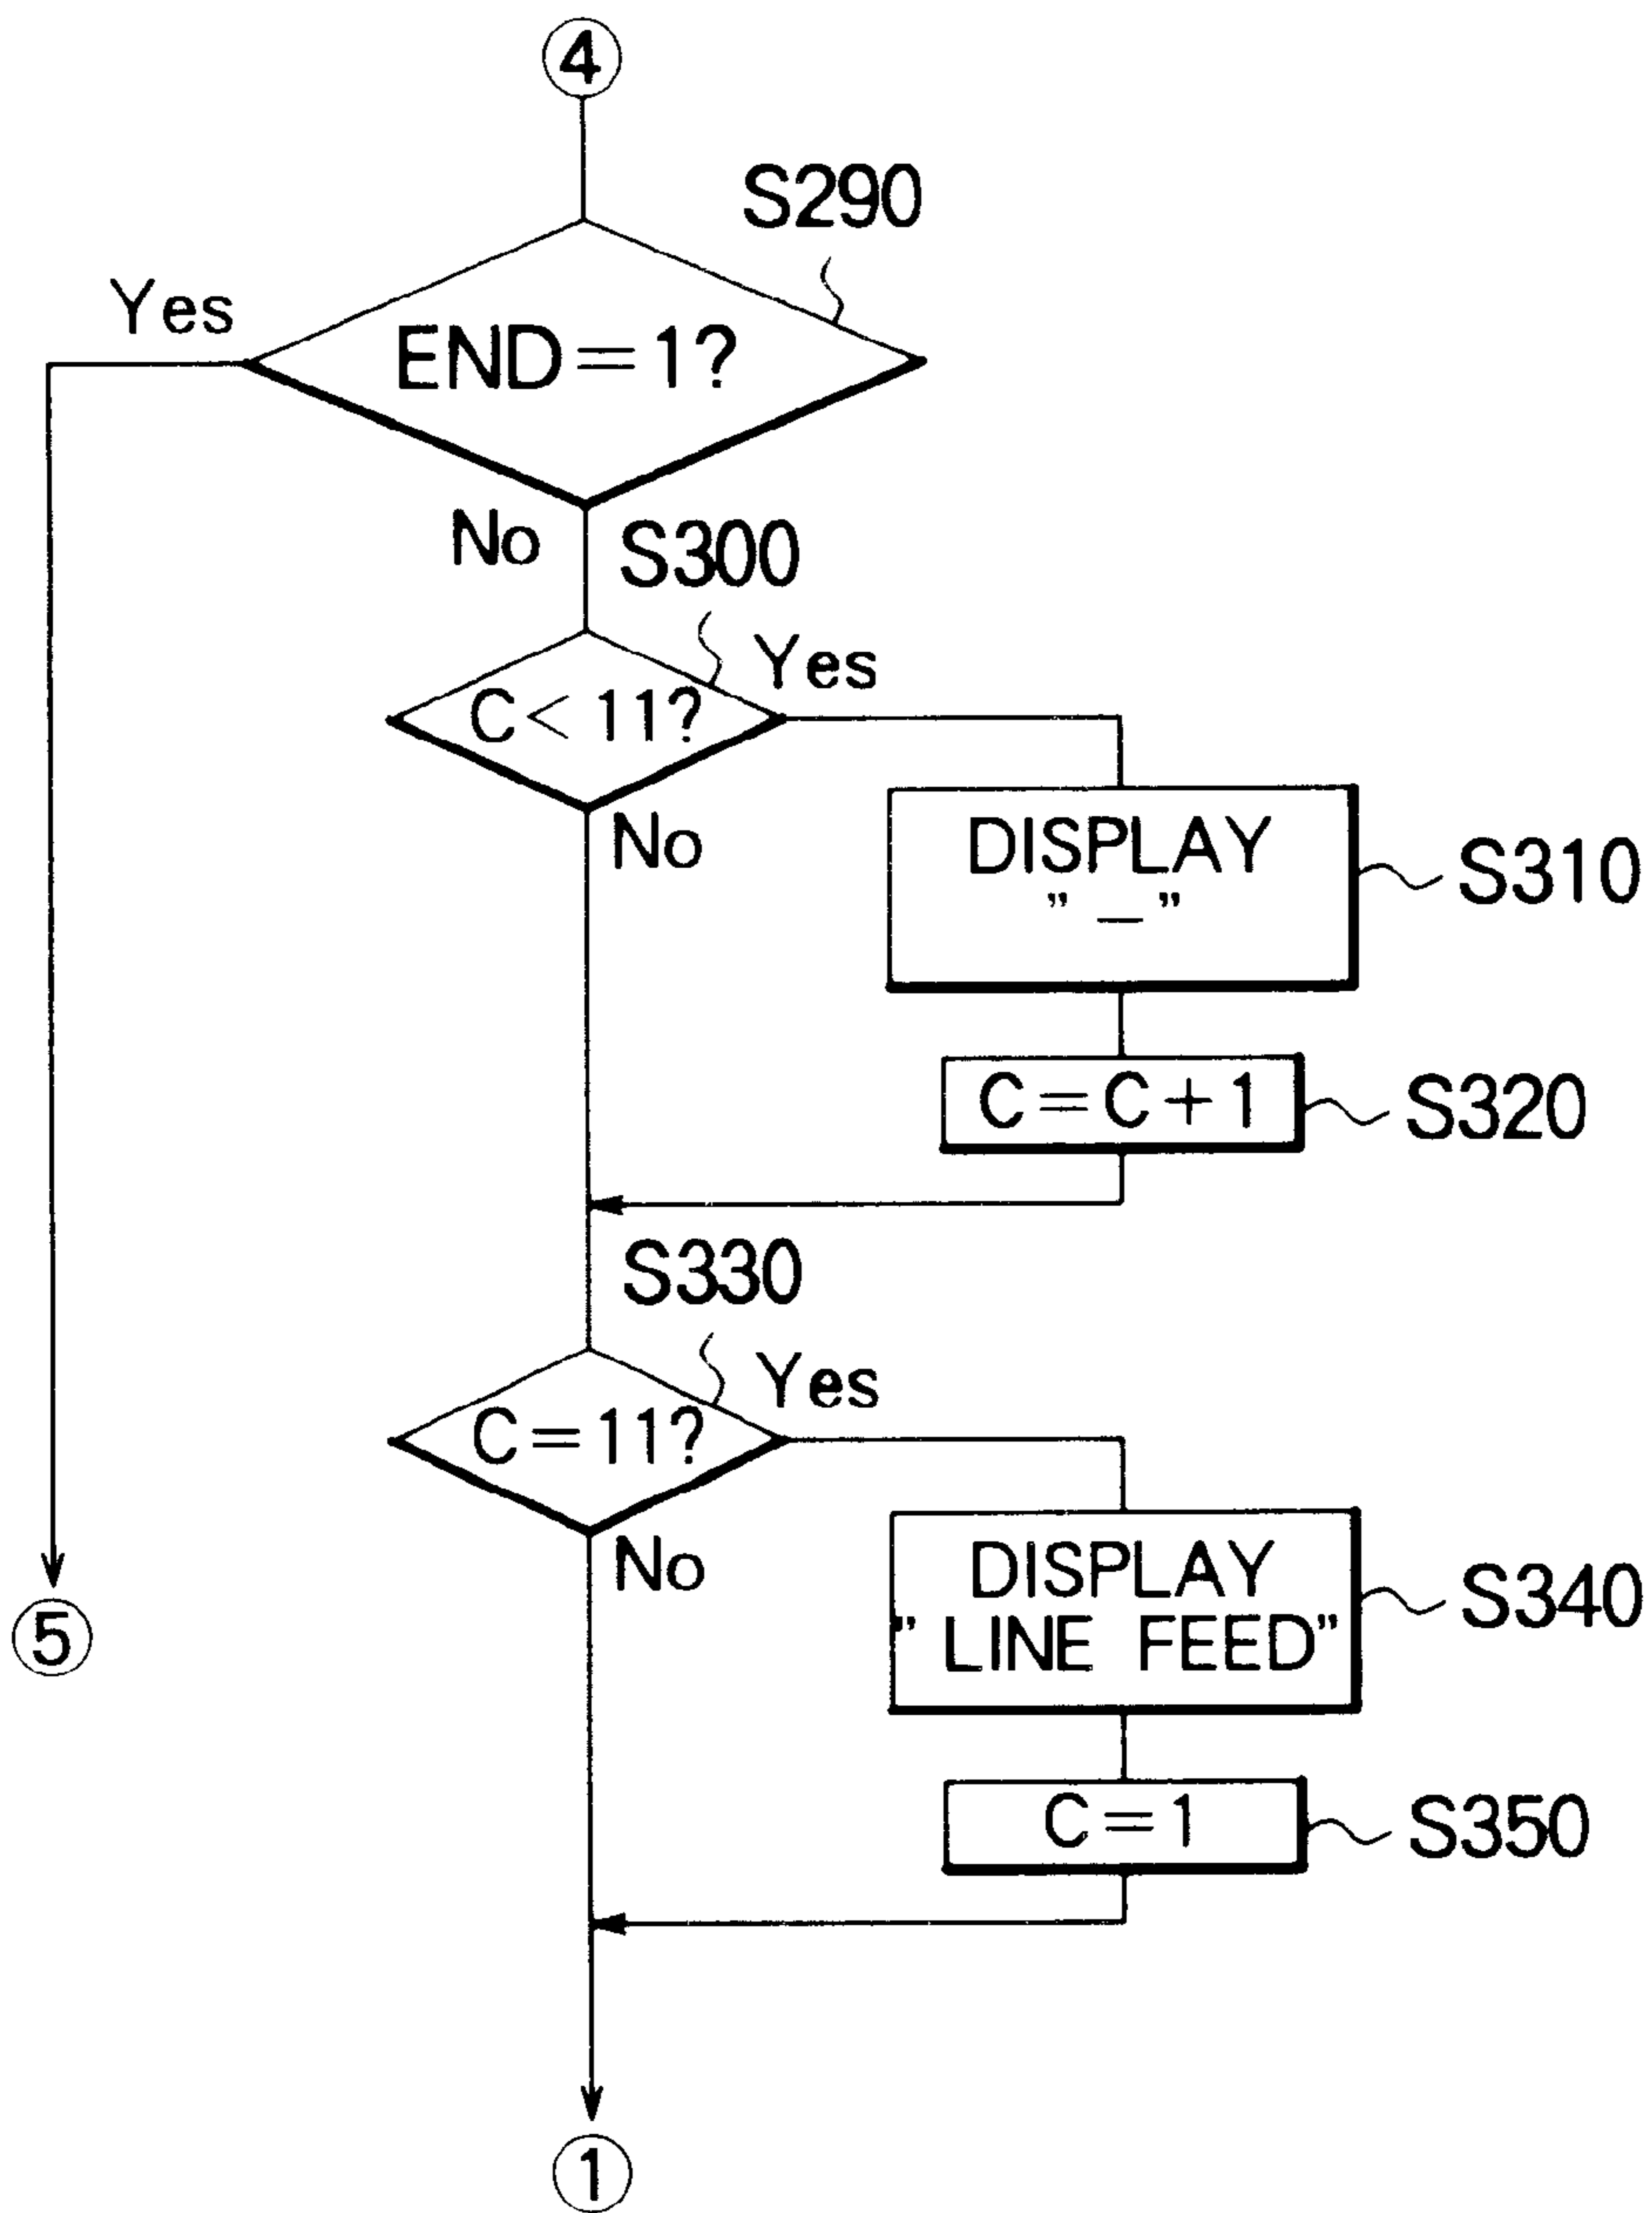 ④
S290
Yes
END=1?
No
S300
Yes
C<11?
No
DISPLAY
"_"
S310
C=C+1
S320
S330
Yes
C=11?
No
DISPLAY
"LINE FEED"
S340
⑤
C=1
S350
①